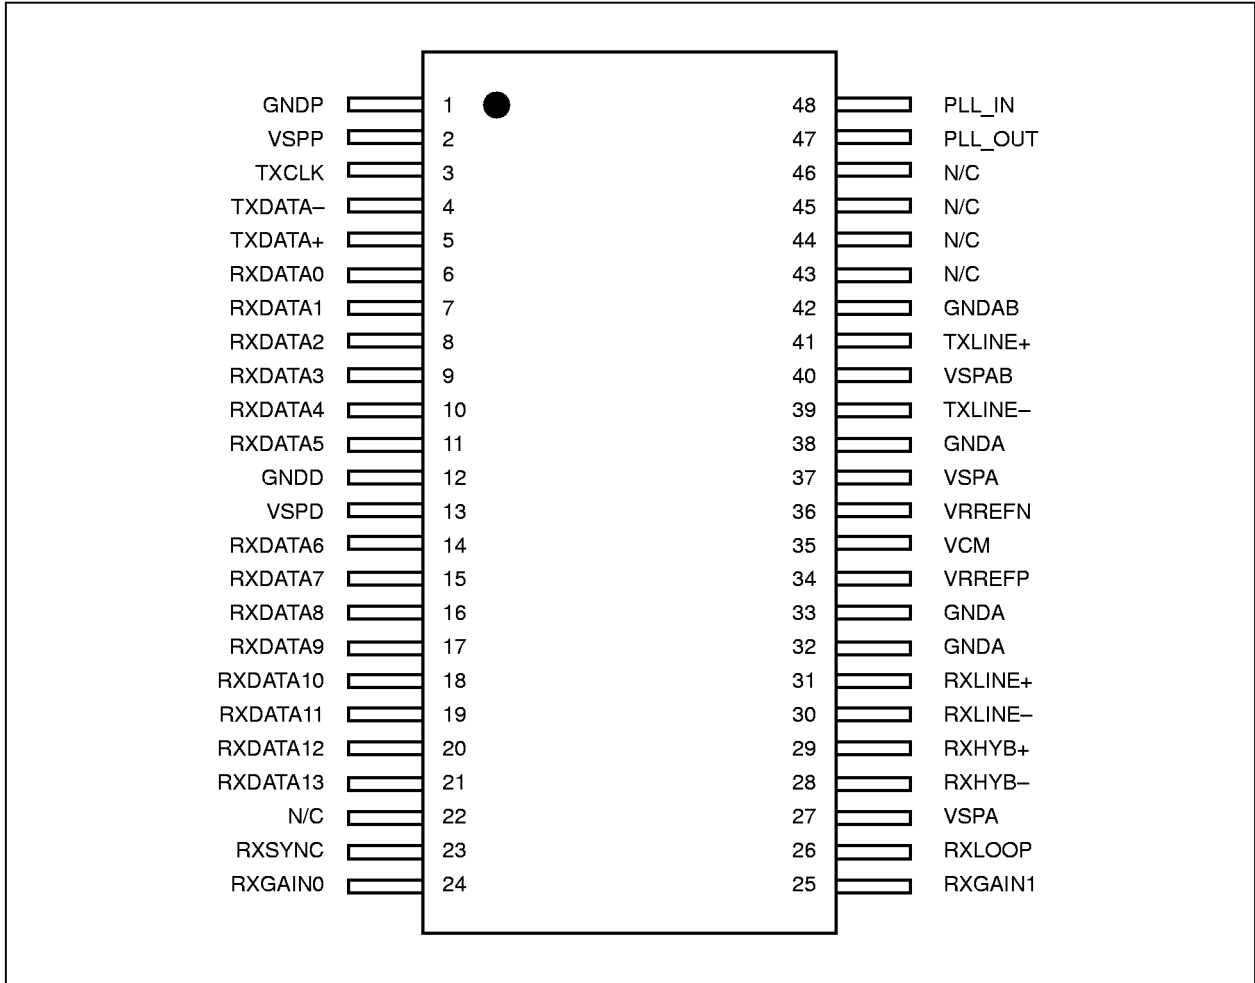 GNDP 1 48 PLL_IN
VSPP 2 47 PLL_OUT
TXCLK 3 46 N/C
TXDATA– 4 45 N/C
TXDATA+ 5 44 N/C
RXDATA0 6 43 N/C
RXDATA1 7 42 GNDAB
RXDATA2 8 41 TXLINE+
RXDATA3 9 40 VSPAB
RXDATA4 10 39 TXLINE–
RXDATA5 11 38 GNDA
GNDD 12 37 VSPA
VSPD 13 36 VRREFN
RXDATA6 14 35 VCM
RXDATA7 15 34 VRREFP
RXDATA8 16 33 GNDA
RXDATA9 17 32 GNDA
RXDATA10 18 31 RXLINE+
RXDATA11 19 30 RXLINE–
RXDATA12 20 29 RXHYB+
RXDATA13 21 28 RXHYB–
N/C 22 27 VSPA
RXSYNC 23 26 RXLOOP
RXGAIN0 24 25 RXGAIN1